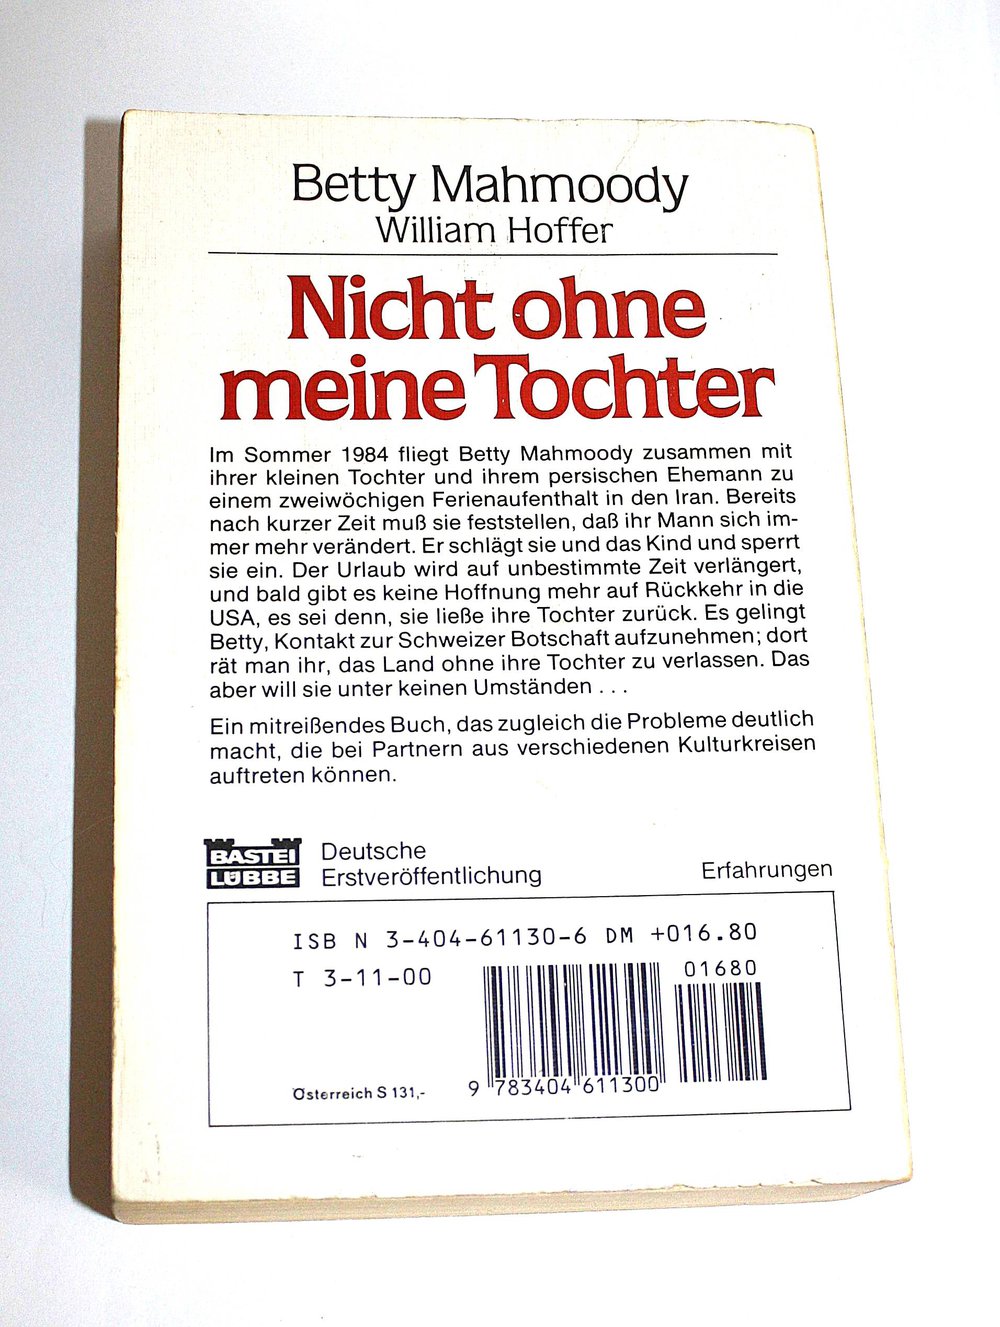 Betty Mahmoody
William Hoffer
Nicht ohne
meine Tochter
Im Sommer 1984 fliegt Betty Mahmoody zusammen mit
ihrer kleinen Tochter und ihrem persischen Ehemann zu
einem zweiwöchigen Ferienaufenthalt in den Iran. Bereits
nach kurzer Zeit muß sie feststellen, daß ihr Mann sich im-
mer mehr verändert. Er schlägt sie und das Kind und sperrt
sie ein. Der Urlaub wird auf unbestimmte Zeit verlängert,
und bald gibt es keine Hoffnung mehr auf Rückkehr in die
USA, es sei denn, sie ließe ihre Tochter zurück. Es gelingt
Betty, Kontakt zur Schweizer Botschaft aufzunehmen; dort
rät man ihr, das Land ohne ihre Tochter zu verlassen. Das
aber will sie unter keinen Umständen . . .
Ein mitreißendes Buch, das zugleich die Probleme deutlich
macht, die bei Partnern aus verschiedenen Kulturkreisen
auftreten können.
BASTEI
LÜBBE
Deutsche
Erstveröffentlichung
Erfahrungen
ISB N 3-404-61130-6 DM +016.80
T 3-11-00
01680
Österreich S 131,-
9 783404 611300